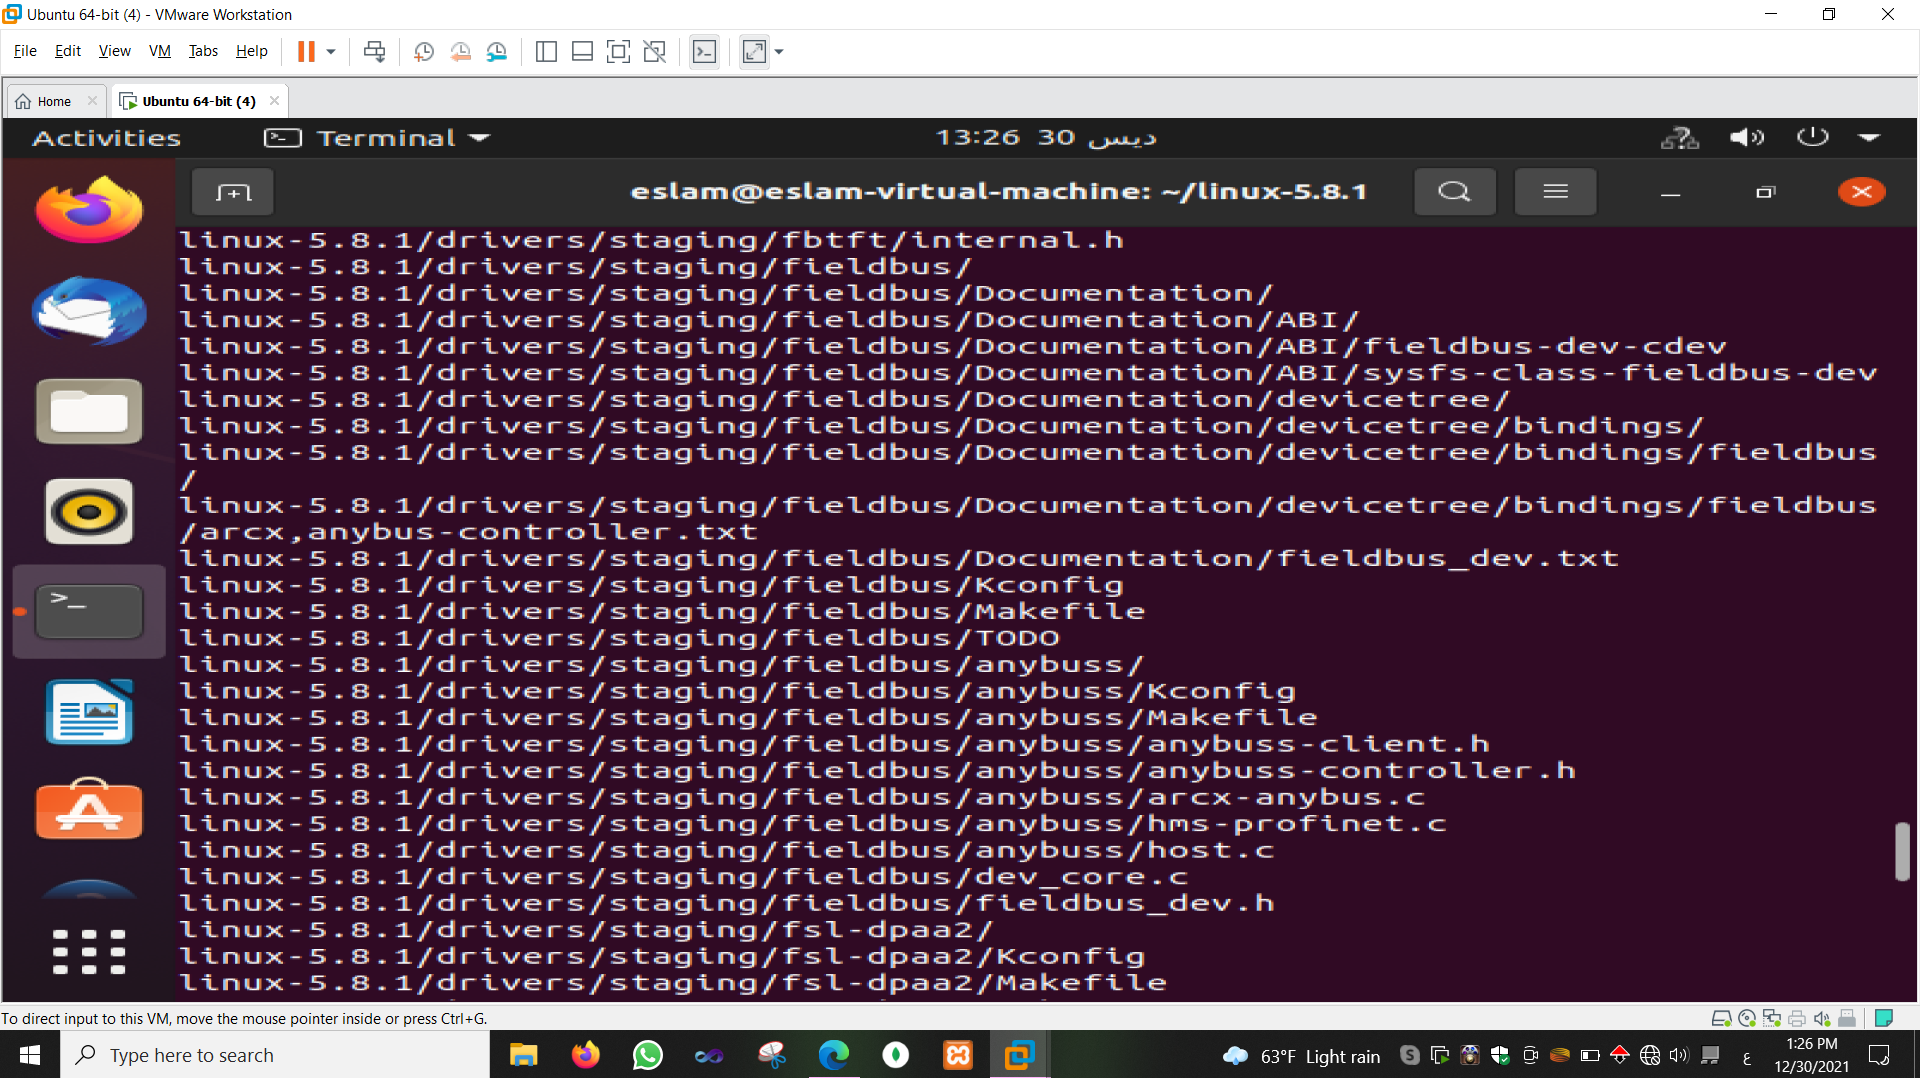 Ubuntu 64-bit (4) - VMware Workstation
File Edit View VM Tabs Help
Home
Ubuntu 64-bit (4)
Activities
Terminal
13:26 30 ديس
eslam@eslam-virtual-machine: ~/linux-5.8.1
linux-5.8.1/drivers/staging/fbtft/internal.h
linux-5.8.1/drivers/staging/fieldbus/
linux-5.8.1/drivers/staging/fieldbus/Documentation/
linux-5.8.1/drivers/staging/fieldbus/Documentation/ABI/
linux-5.8.1/drivers/staging/fieldbus/Documentation/ABI/fieldbus-dev-cdev
linux-5.8.1/drivers/staging/fieldbus/Documentation/ABI/sysfs-class-fieldbus-dev
linux-5.8.1/drivers/staging/fieldbus/Documentation/devicetree/
linux-5.8.1/drivers/staging/fieldbus/Documentation/devicetree/bindings/
linux-5.8.1/drivers/staging/fieldbus/Documentation/devicetree/bindings/fieldbus
/
linux-5.8.1/drivers/staging/fieldbus/Documentation/devicetree/bindings/fieldbus
/arcx,anybus-controller.txt
linux-5.8.1/drivers/staging/fieldbus/Documentation/fieldbus_dev.txt
linux-5.8.1/drivers/staging/fieldbus/Kconfig
linux-5.8.1/drivers/staging/fieldbus/Makefile
linux-5.8.1/drivers/staging/fieldbus/TODO
linux-5.8.1/drivers/staging/fieldbus/anybuss/
linux-5.8.1/drivers/staging/fieldbus/anybuss/Kconfig
linux-5.8.1/drivers/staging/fieldbus/anybuss/Makefile
linux-5.8.1/drivers/staging/fieldbus/anybuss/anybuss-client.h
linux-5.8.1/drivers/staging/fieldbus/anybuss/anybuss-controller.h
linux-5.8.1/drivers/staging/fieldbus/anybuss/arcx-anybus.c
linux-5.8.1/drivers/staging/fieldbus/anybuss/hms-profinet.c
linux-5.8.1/drivers/staging/fieldbus/anybuss/host.c
linux-5.8.1/drivers/staging/fieldbus/dev_core.c
linux-5.8.1/drivers/staging/fieldbus/fieldbus_dev.h
linux-5.8.1/drivers/staging/fsl-dpaa2/
linux-5.8.1/drivers/staging/fsl-dpaa2/Kconfig
linux-5.8.1/drivers/staging/fsl-dpaa2/Makefile
To direct input to this VM, move the mouse pointer inside or press Ctrl+G.
Type here to search
63°F Light rain
ع
1:26 PM
12/30/2021